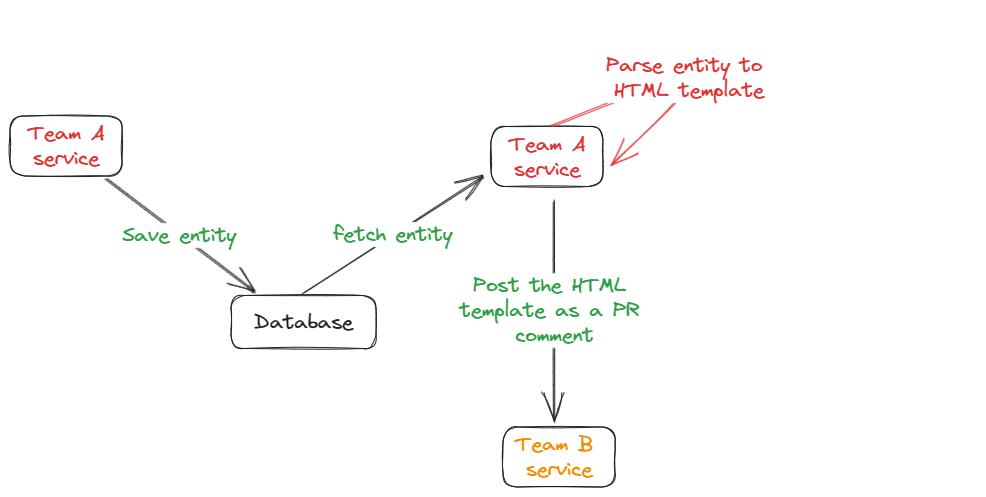 Parse entity to
HTML template
Team A
service
Team A
service
Save entity
fetch entity
Post the HTML
template as a PR
comment
Database
Team B
service